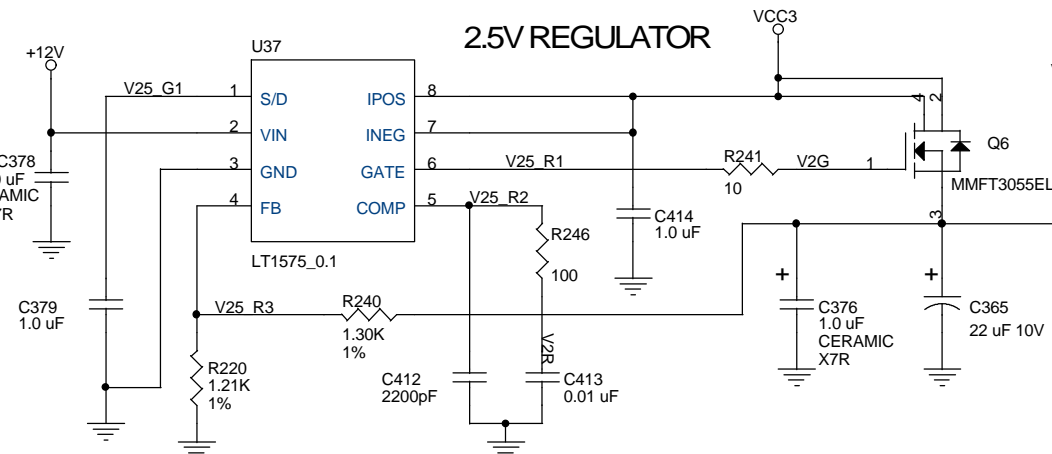 2.5V REGULATOR
VCC3
+12V
U37
V25_G1
1
S/D
IPOS
8
2
VIN
INEG
7
3
GND
GATE
6
V25_R1
4
FB
COMP
5
V25_R2
LT1575_0.1
R241
10
V2G
1
4
2
3
Q6
MMFT3055EL
C378
uF
R246
100
C414
1.0 uF
C379
1.0 uF
V25_R3
R240
1.30K
1%
R220
1.21K
1%
V2R
C412
2200pF
C413
0.01 uF
+
C376
1.0 uF
CERAMIC
X7R
+
C365
22 uF 10V